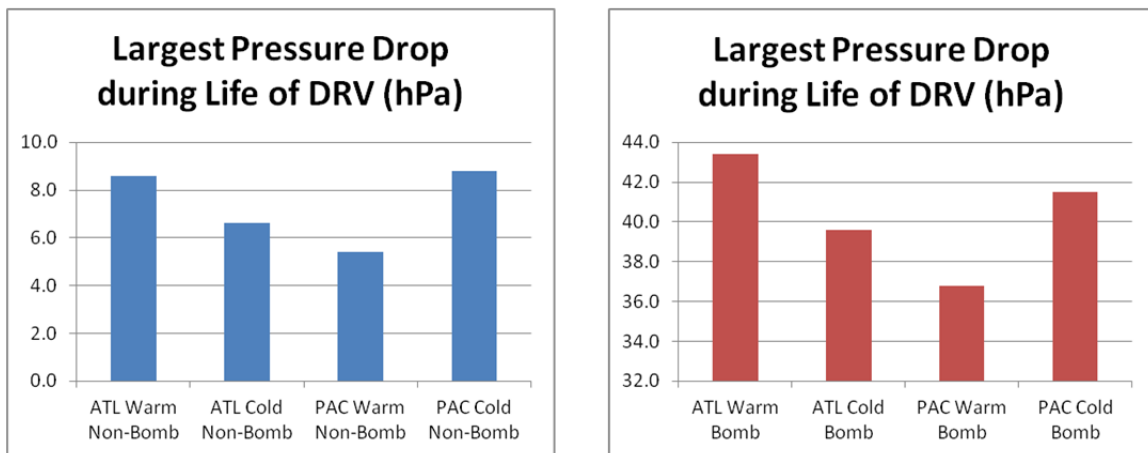 Largest Pressure Drop
during Life of DRV (hPa)
10.0
8.0
6.0
4.0
2.0
0.0
ATL Warm
Non-Bomb
ATL Cold
Non-Bomb
PAC Warm
Non-Bomb
PAC Cold
Non-Bomb
Largest Pressure Drop
during Life of DRV (hPa)
44.0
42.0
40.0
38.0
36.0
34.0
32.0
ATL Warm
Bomb
ATL Cold
Bomb
PAC Warm
Bomb
PAC Cold
Bomb